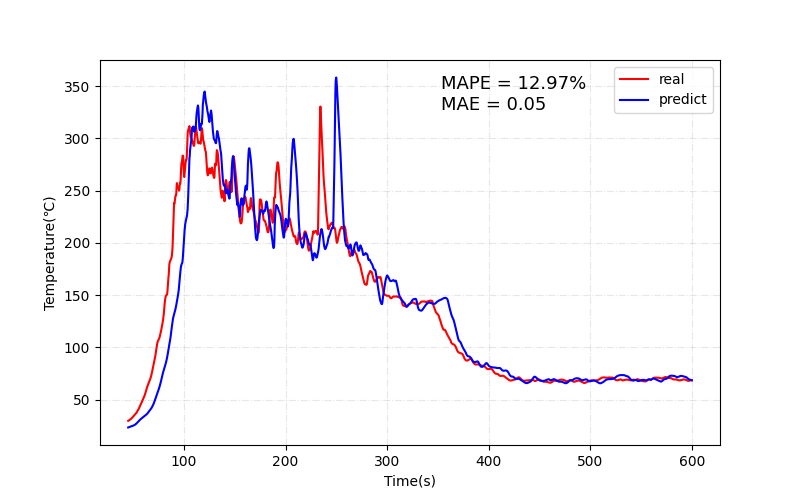 MAPE = 12.97%
MAE = 0.05
real
predict
350
300
250
200
150
100
50
Temperature(℃)
100
200
300
400
500
600
Time(s)